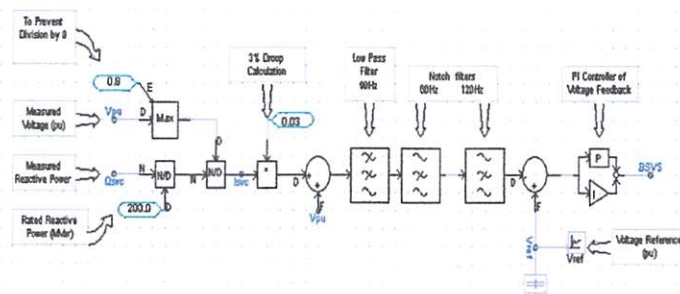 To Prevent
Division by 0
3% Droop
Calculation
Low Pass
Filter
90Hz
Notch filters
60Hz 120Hz
PI Controller of
Voltage Feedback
0.8
E
Measured
Voltage (pu)
Vpu
D
Max
0.03
D
Measured
Reactive Power
Qsvc
N
N/D
N
N/D
Isvc
*
D
+
+
D
+
P
I
BSVS
200.0
D
Rated Reactive
Power (MVar)
F
Vpu
F
Vref
Vref
Voltage Reference
(pu)